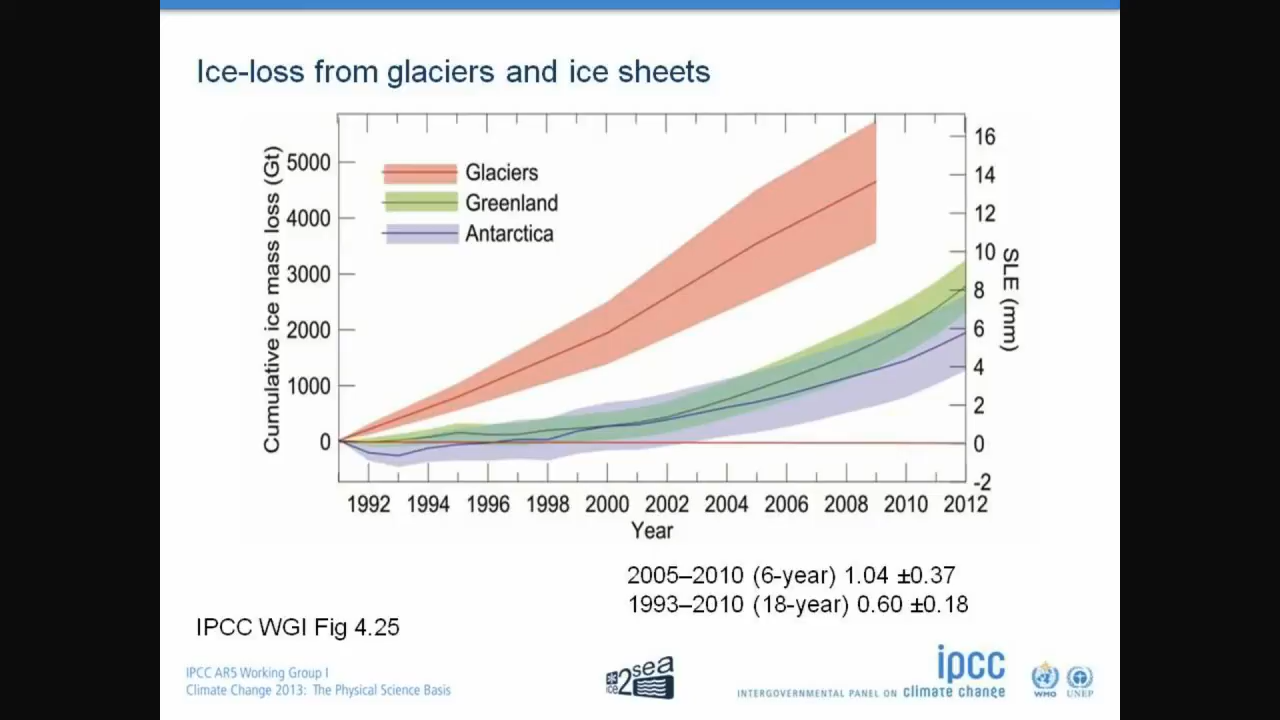 Ice-loss from glaciers and ice sheets
Cumulative ice mass loss (Gt)
5000
4000
3000
2000
1000
0
Glaciers
Greenland
Antarctica
16
14
12
10
8
6
4
2
0
-2
SLE (mm)
1992 1994 1996 1998 2000 2002 2004 2006 2008 2010 2012
Year
2005–2010 (6-year) 1.04 ±0.37
1993–2010 (18-year) 0.60 ±0.18
IPCC WGI Fig 4.25
IPCC AR5 Working Group I
Climate Change 2013: The Physical Science Basis
ice2sea
ipcc
INTERGOVERNMENTAL PANEL ON climate change
WMO
UNEP